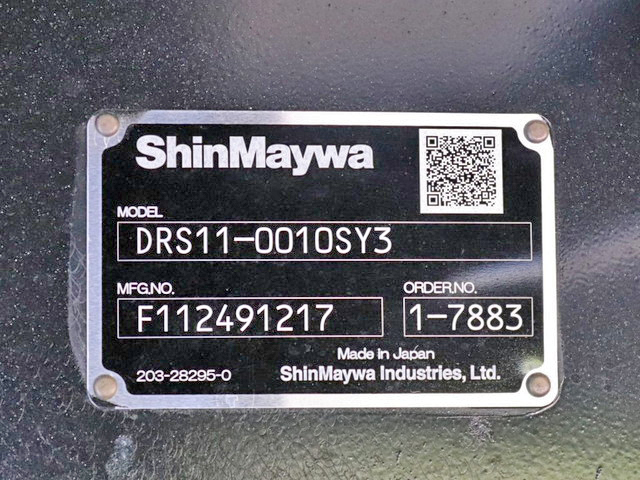 ShinMaywa
MODEL
DRS11-0010SY3
MFG.NO.
ORDER.NO.
F112491217
1-7883
Made in Japan
203-28295-0
ShinMaywa Industries, Ltd.